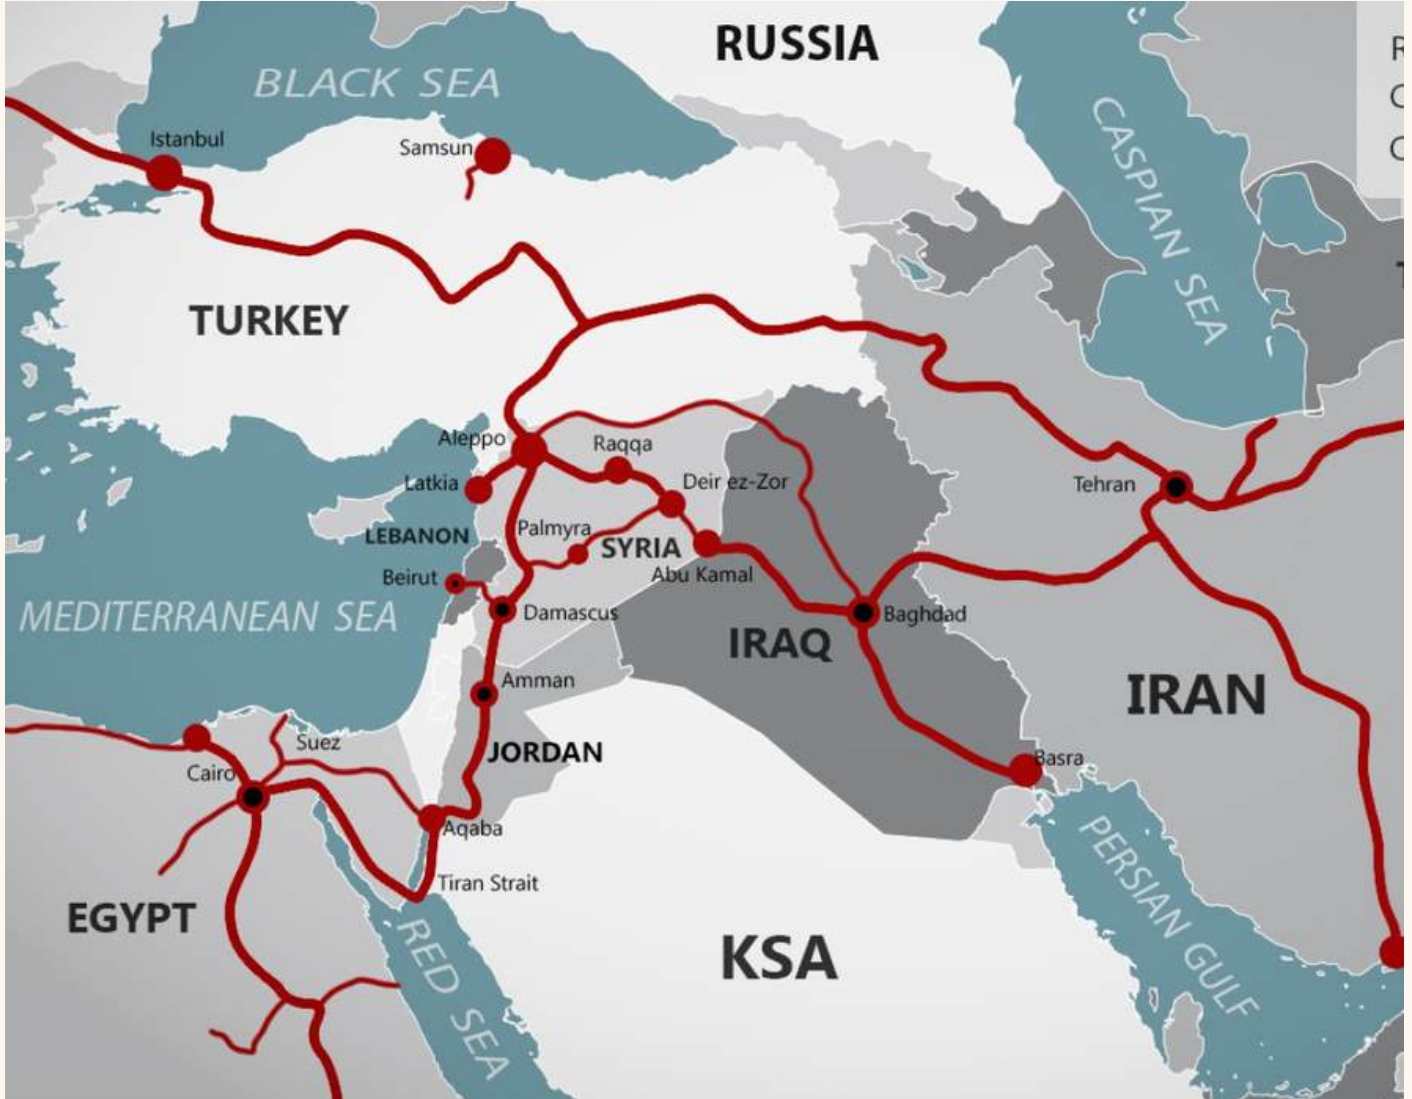 RUSSIA
R
C
C
BLACK SEA
CASPIAN SEA
Istanbul
Samsun
T
TURKEY
Aleppo
Raqqa
Latkia
Deir ez-Zor
Tehran
LEBANON
Palmyra
SYRIA
Beirut
Abu Kamal
MEDITERRANEAN SEA
Damascus
Baghdad
IRAQ
Amman
IRAN
Suez
JORDAN
Cairo
Basra
Aqaba
Tiran Strait
PERSIAN GULF
EGYPT
RED SEA
KSA